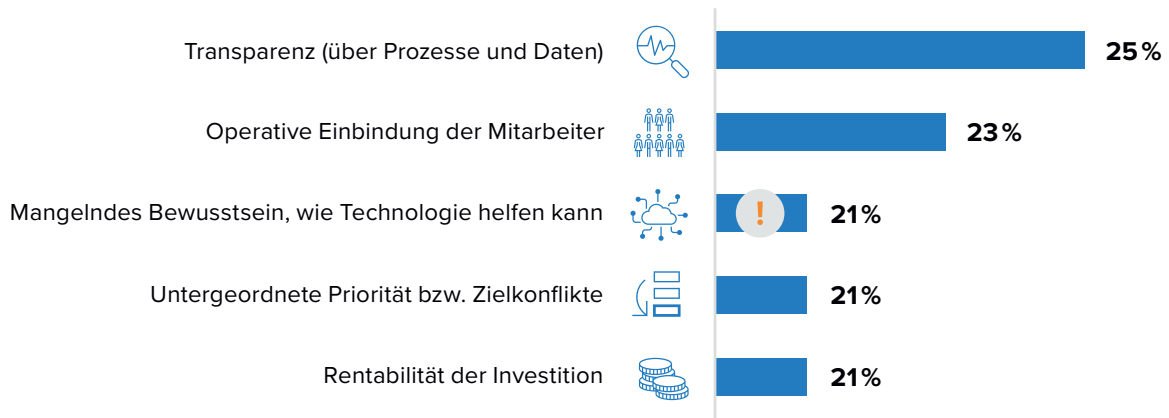 Transparenz (über Prozesse und Daten) 25 %
Operative Einbindung der Mitarbeiter 23 %
Mangelndes Bewusstsein, wie Technologie helfen kann ! 21 %
Untergeordnete Priorität bzw. Zielkonflikte 21 %
Rentabilität der Investition 21 %